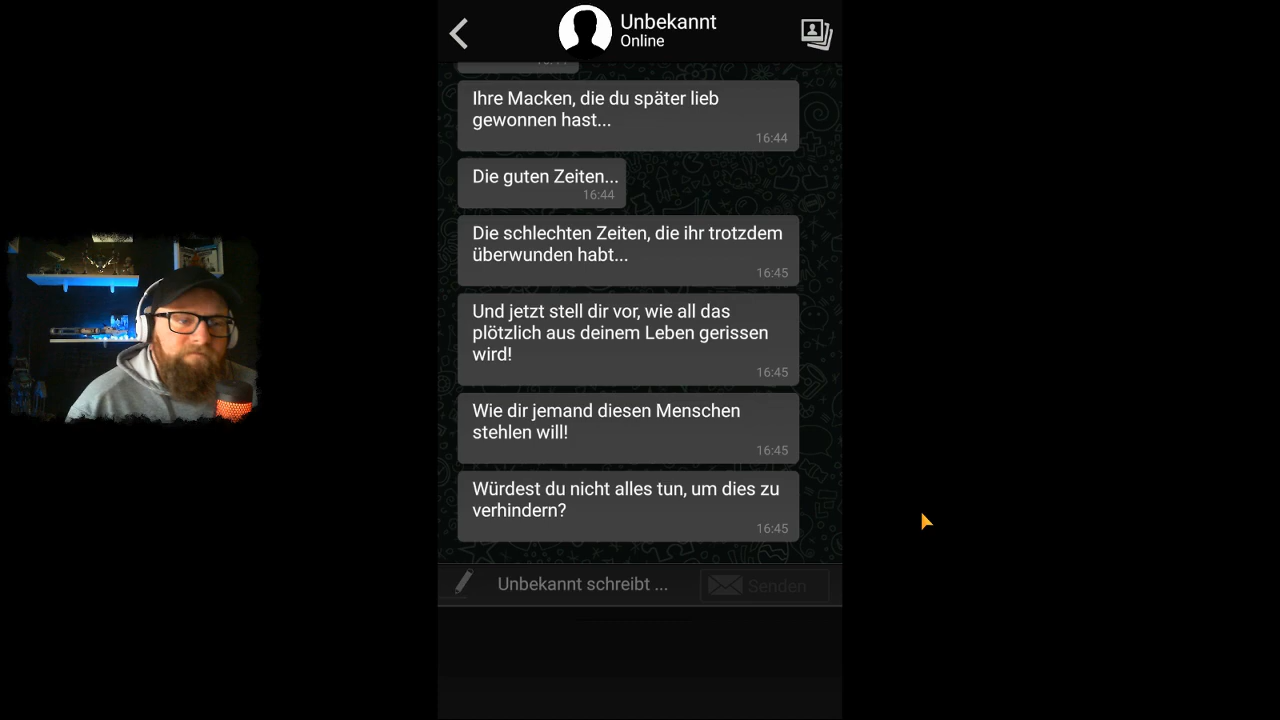 Unbekannt
Online
Ihre Macken, die du später lieb
gewonnen hast...
16:44
Die guten Zeiten...
16:44
Die schlechten Zeiten, die ihr trotzdem
überwunden habt...
16:45
Und jetzt stell dir vor, wie all das
plötzlich aus deinem Leben gerissen
wird!
16:45
Wie dir jemand diesen Menschen
stehlen will!
16:45
Würdest du nicht alles tun, um dies zu
verhindern?
16:45
Unbekannt schreibt ... Senden